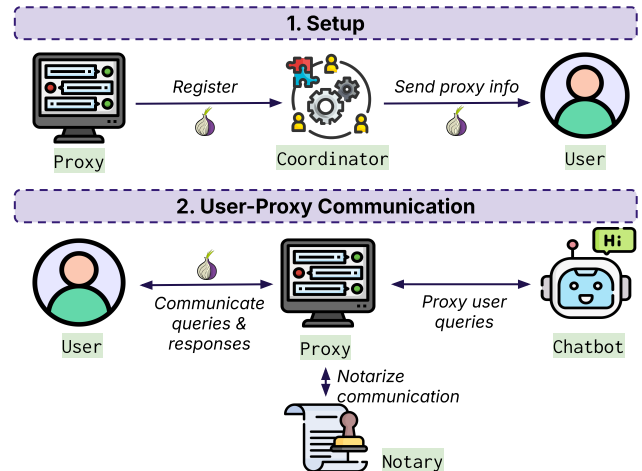 1. Setup
Register
Send proxy info
Proxy
Coordinator
User
2. User-Proxy Communication
Hi
Communicate
queries &
responses
Proxy user
queries
User
Proxy
Chatbot
Notarize
communication
Notary